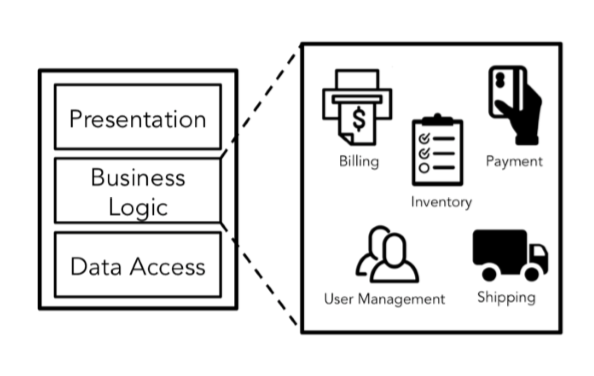 Presentation
Business
Logic
Data Access
$
Billing
Payment
Inventory
User Management
Shipping